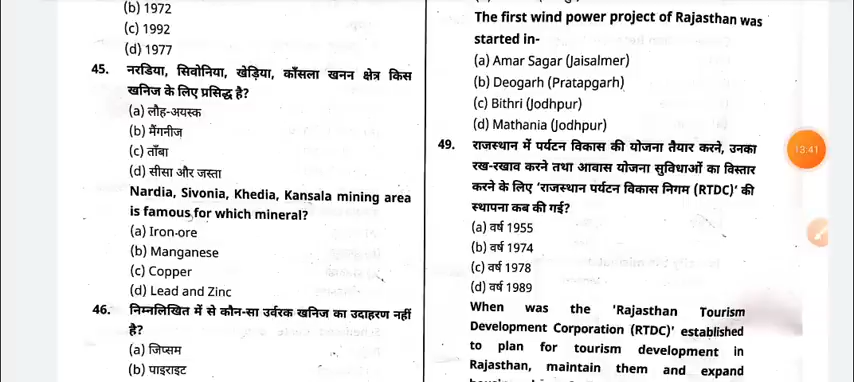 (b) 1972
(c) 1992
(d) 1977
45. नरडिया, सिवोनिया, खेड़िया, काँसला खनन क्षेत्र किस
खनिज के लिए प्रसिद्ध है?
(a) लौह-अयस्क
(b) मैंगनीज
(c) ताँबा
(d) सीसा और जस्ता
Nardia, Sivonia, Khedia, Kansala mining area
is famous for which mineral?
(a) Iron-ore
(b) Manganese
(c) Copper
(d) Lead and Zinc
46. निम्नलिखित में से कौन-सा उर्वरक खनिज का उदाहरण नहीं
है?
(a) जिप्सम
(b) पाइराइट
The first wind power project of Rajasthan was
started in-
(a) Amar Sagar (Jaisalmer)
(b) Deogarh (Pratapgarh)
(c) Bithri (Jodhpur)
(d) Mathania (Jodhpur)
49. राजस्थान में पर्यटन विकास की योजना तैयार करने, उनका
रख-रखाव करने तथा आवास योजना सुविधाओं का विस्तार
करने के लिए ‘राजस्थान पर्यटन विकास निगम (RTDC)’ की
स्थापना कब की गई?
(a) वर्ष 1955
(b) वर्ष 1974
(c) वर्ष 1978
(d) वर्ष 1989
When was the 'Rajasthan Tourism
Development Corporation (RTDC)' established
to plan for tourism development in
Rajasthan, maintain them and expand
13:41